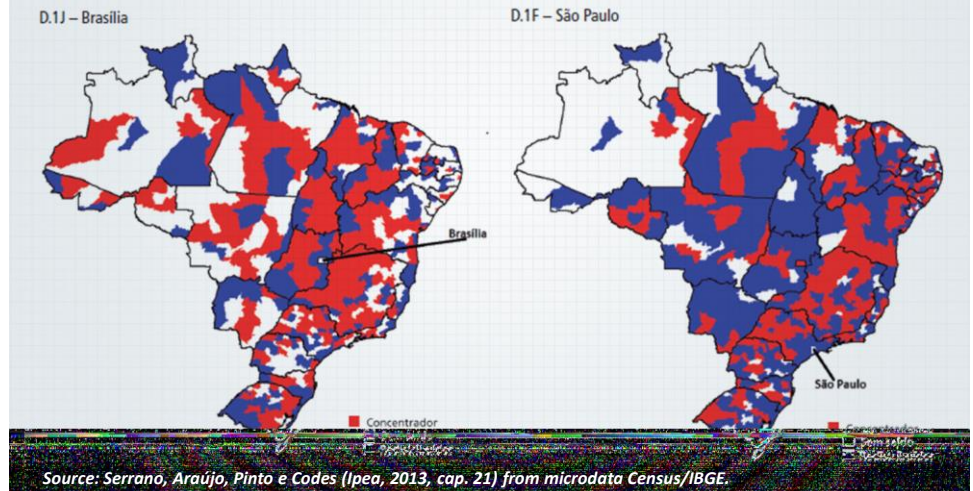 D.1J – Brasília
D.1F – São Paulo
Brasília
São Paulo
Concentrador
Source: Serrano, Araújo, Pinto e Codes (Ipea, 2013, cap. 21) from microdata Census/IBGE.